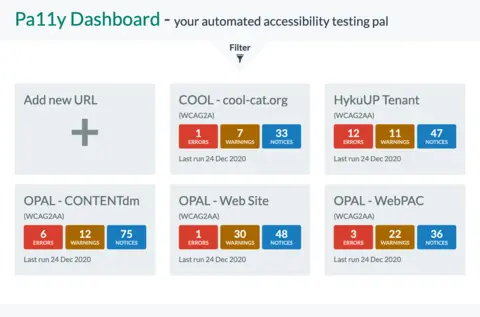 Pa11y Dashboard - your automated accessibility testing pal
Filter
Add new URL
COOL - cool-cat.org
(WCAG2A)
1 7 33
ERRORS WARNINGS NOTICES
Last run 24 Dec 2020
HykuUP Tenant
(WCAG2AA)
12 11 47
ERRORS WARNINGS NOTICES
Last run 24 Dec 2020
OPAL - CONTENTdm
(WCAG2AA)
6 12 75
ERRORS WARNINGS NOTICES
Last run 24 Dec 2020
OPAL - Web Site
(WCAG2AA)
1 30 48
ERRORS WARNINGS NOTICES
Last run 24 Dec 2020
OPAL - WebPAC
(WCAG2AA)
3 22 36
ERRORS WARNINGS NOTICES
Last run 24 Dec 2020